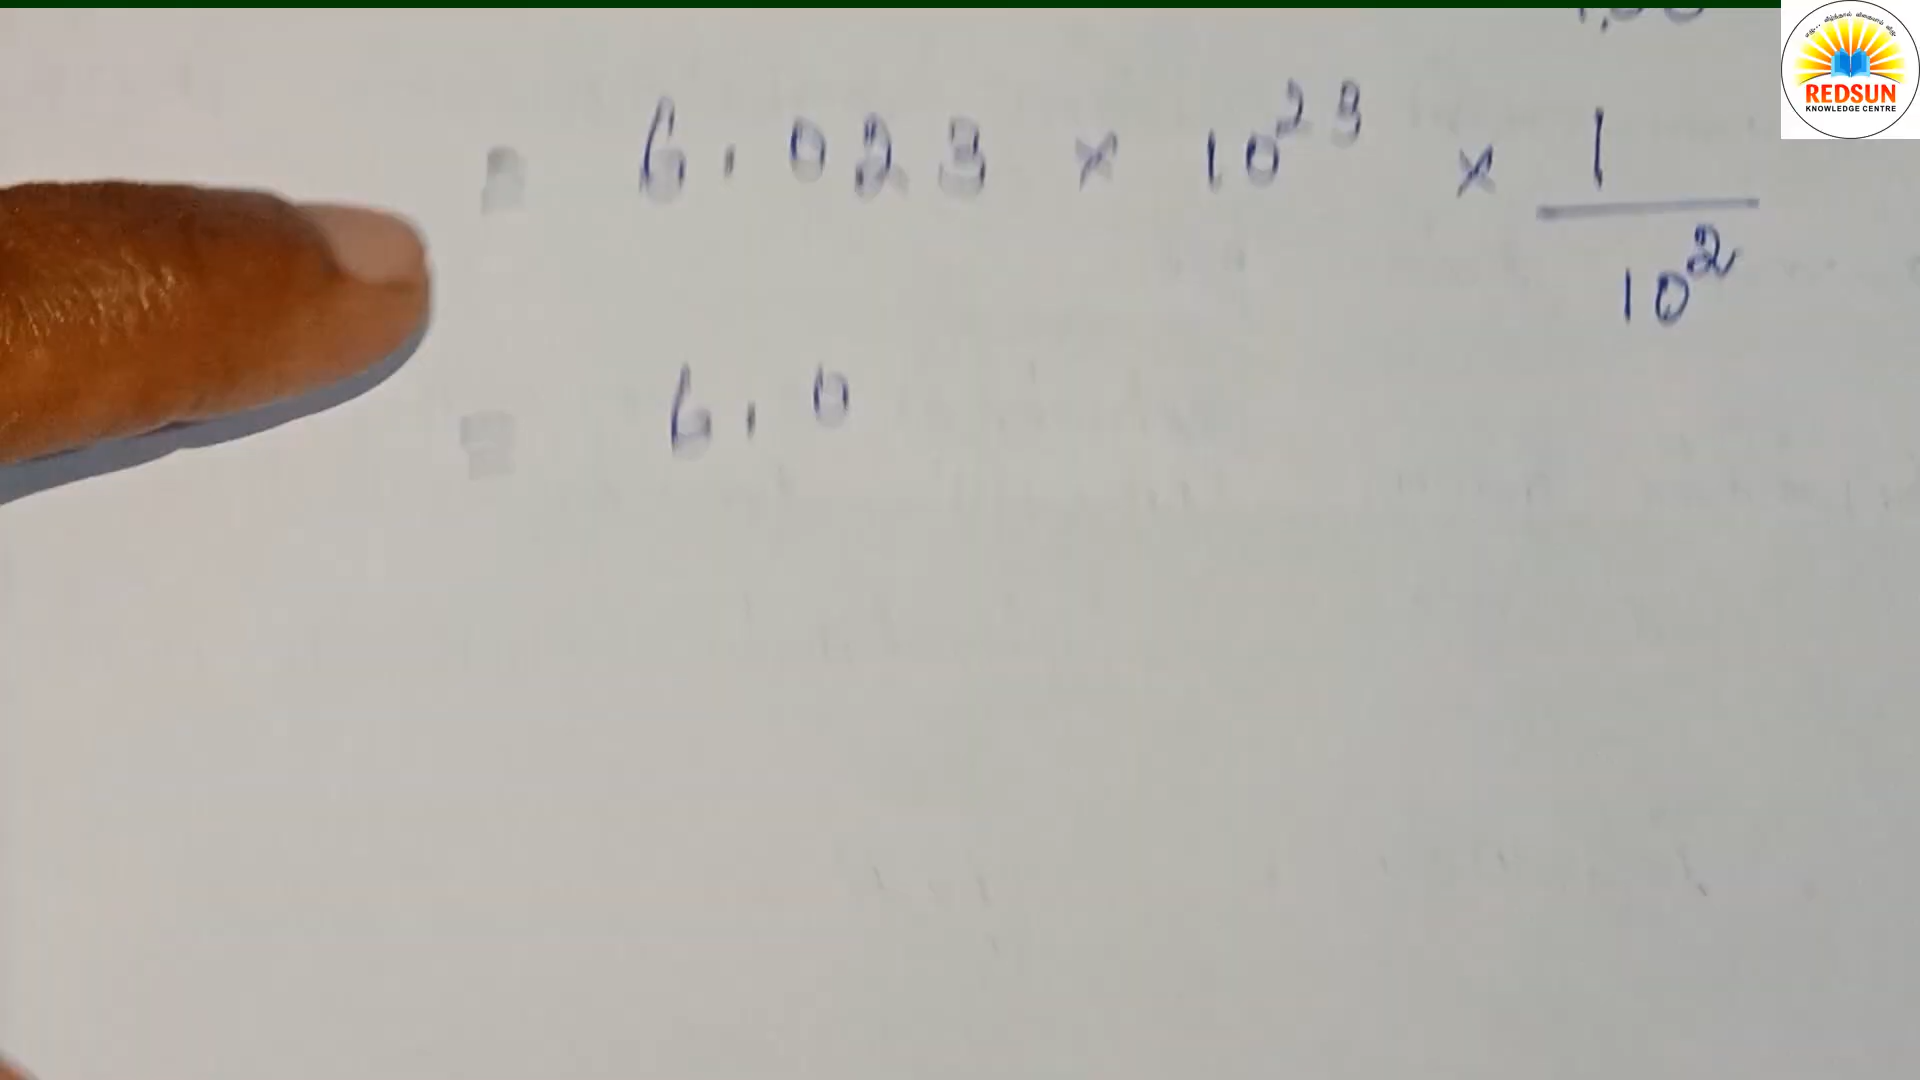 = 6.023 × 10²³ × 1/10²
= 6.0
REDSUN
KNOWLEDGE CENTRE